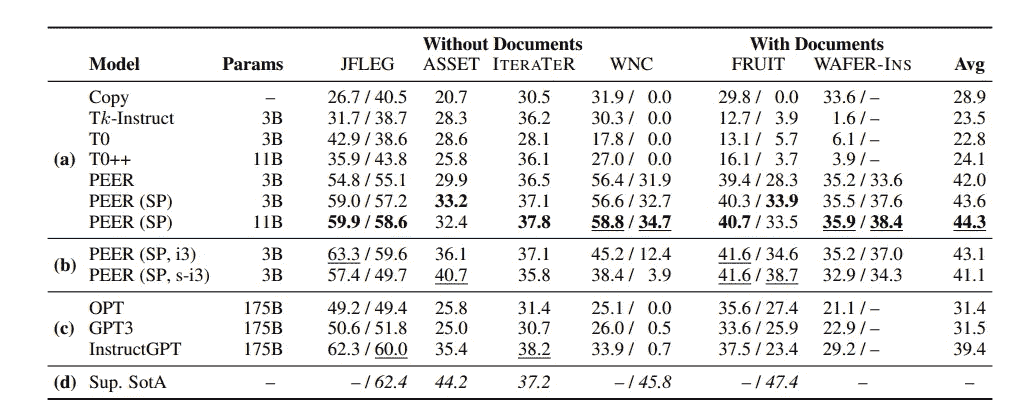 Without Documents With Documents
Model Params JFLEG ASSET ITERATER WNC FRUIT WAFER-INS Avg
Copy – 26.7 / 40.5 20.7 30.5 31.9 / 0.0 29.8 / 0.0 33.6 / – 28.9
Tk-Instruct 3B 31.7 / 38.7 28.3 36.2 30.3 / 0.0 12.7 / 3.9 1.6 / – 23.5
T0 3B 42.9 / 38.6 28.6 28.1 17.8 / 0.0 13.1 / 5.7 6.1 / – 22.8
(a) T0++ 11B 35.9 / 43.8 25.8 36.1 27.0 / 0.0 16.1 / 3.7 3.9 / – 24.1
PEER 3B 54.8 / 55.1 29.9 36.5 56.4 / 31.9 39.4 / 28.3 35.2 / 33.6 42.0
PEER (SP) 3B 59.0 / 57.2 33.2 37.1 56.6 / 32.7 40.3 / 33.9 35.5 / 37.6 43.6
PEER (SP) 11B 59.9 / 58.6 32.4 37.8 58.8 / 34.7 40.7 / 33.5 35.9 / 38.4 44.3
(b) PEER (SP, i3) 3B 63.3 / 59.6 36.1 37.1 45.2 / 12.4 41.6 / 34.6 35.2 / 37.0 43.1
PEER (SP, s-i3) 3B 57.4 / 49.7 40.7 35.8 38.4 / 3.9 41.6 / 38.7 32.9 / 34.3 41.1
OPT 175B 49.2 / 49.4 25.8 31.4 25.1 / 0.0 35.6 / 27.4 21.1 / – 31.4
(c) GPT3 175B 50.6 / 51.8 25.0 30.7 26.0 / 0.5 33.6 / 25.9 22.9 / – 31.5
InstructGPT 175B 62.3 / 60.0 35.4 38.2 33.9 / 0.7 37.5 / 23.4 29.2 / – 39.4
(d) Sup. SotA – – / 62.4 44.2 37.2 – / 45.8 – / 47.4 – –